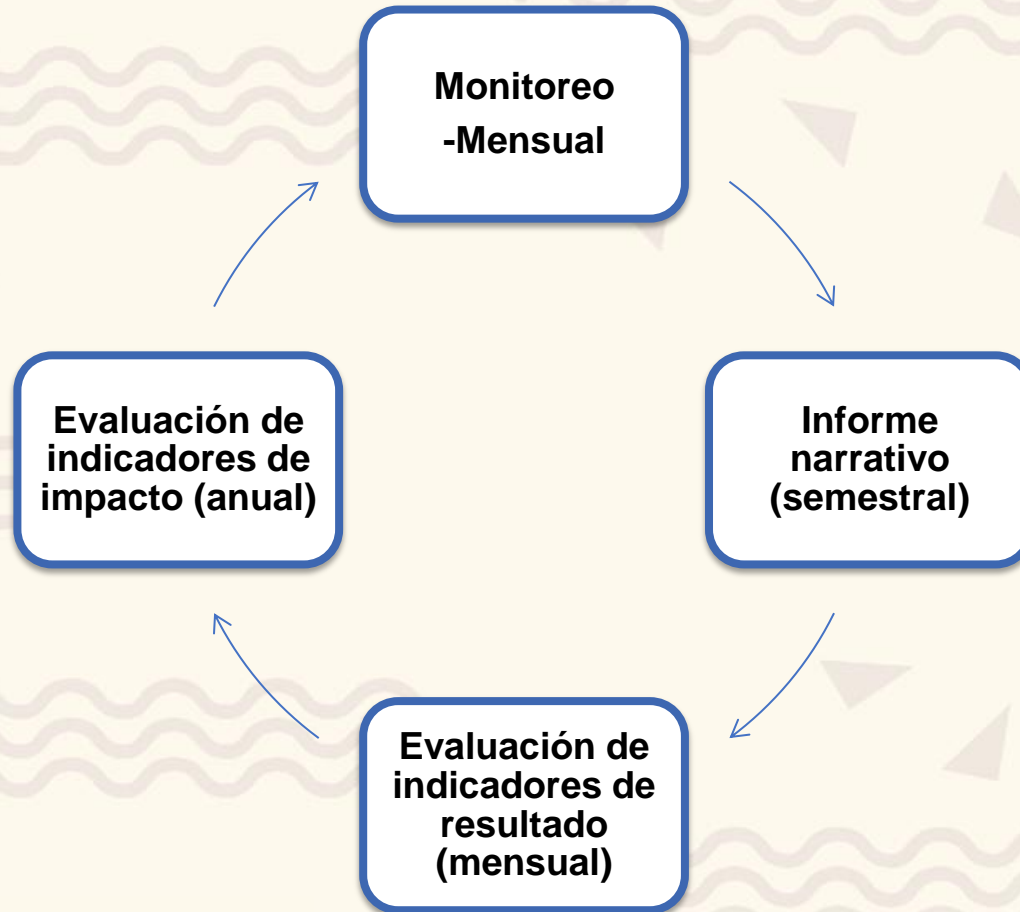 Monitoreo
-Mensual
Evaluación de
indicadores de
impacto (anual)
Informe
narrativo
(semestral)
Evaluación de
indicadores de
resultado
(mensual)